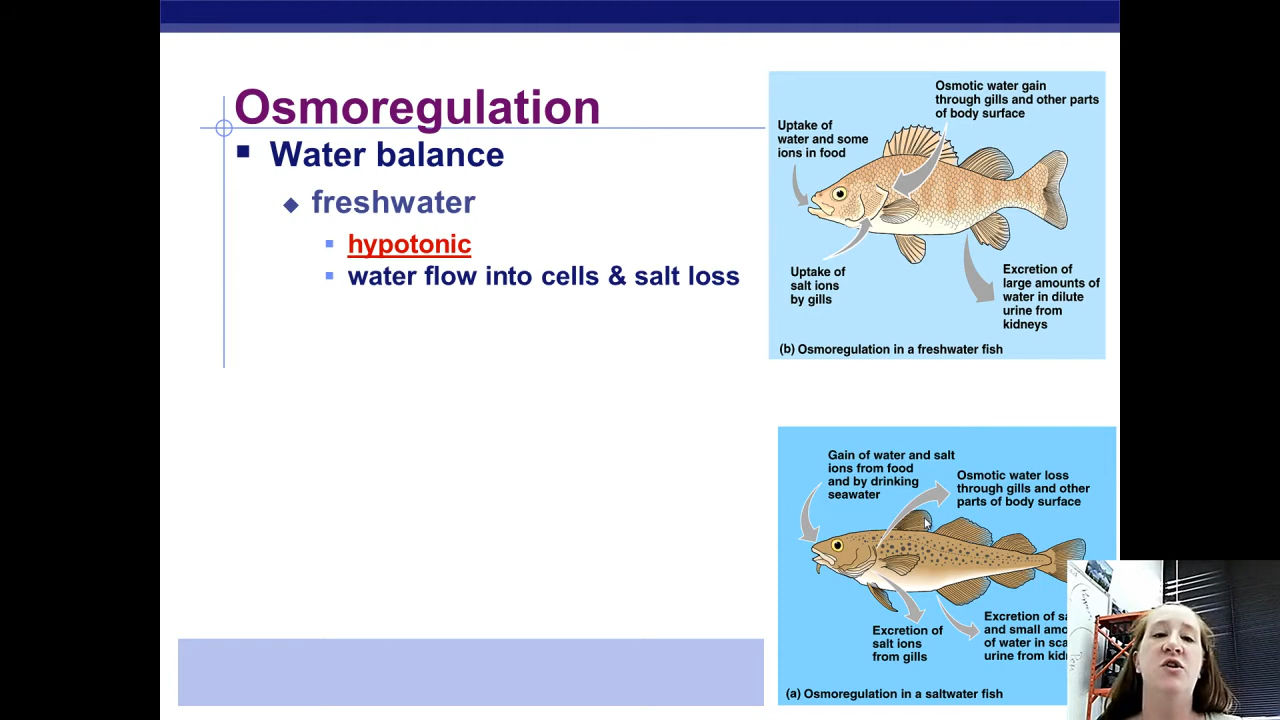 Osmoregulation
Water balance
freshwater
hypotonic
water flow into cells & salt loss
Osmotic water gain
through gills and other parts
of body surface
Uptake of
water and some
ions in food
Uptake of
salt ions
by gills
Excretion of
large amounts of
water in dilute
urine from
kidneys
(b) Osmoregulation in a freshwater fish
Gain of water and salt
ions from food
and by drinking
seawater
Osmotic water loss
through gills and other
parts of body surface
Excretion of
salt ions
from gills
Excretion of
and small
of water in
urine from
(a) Osmoregulation in a saltwater fish